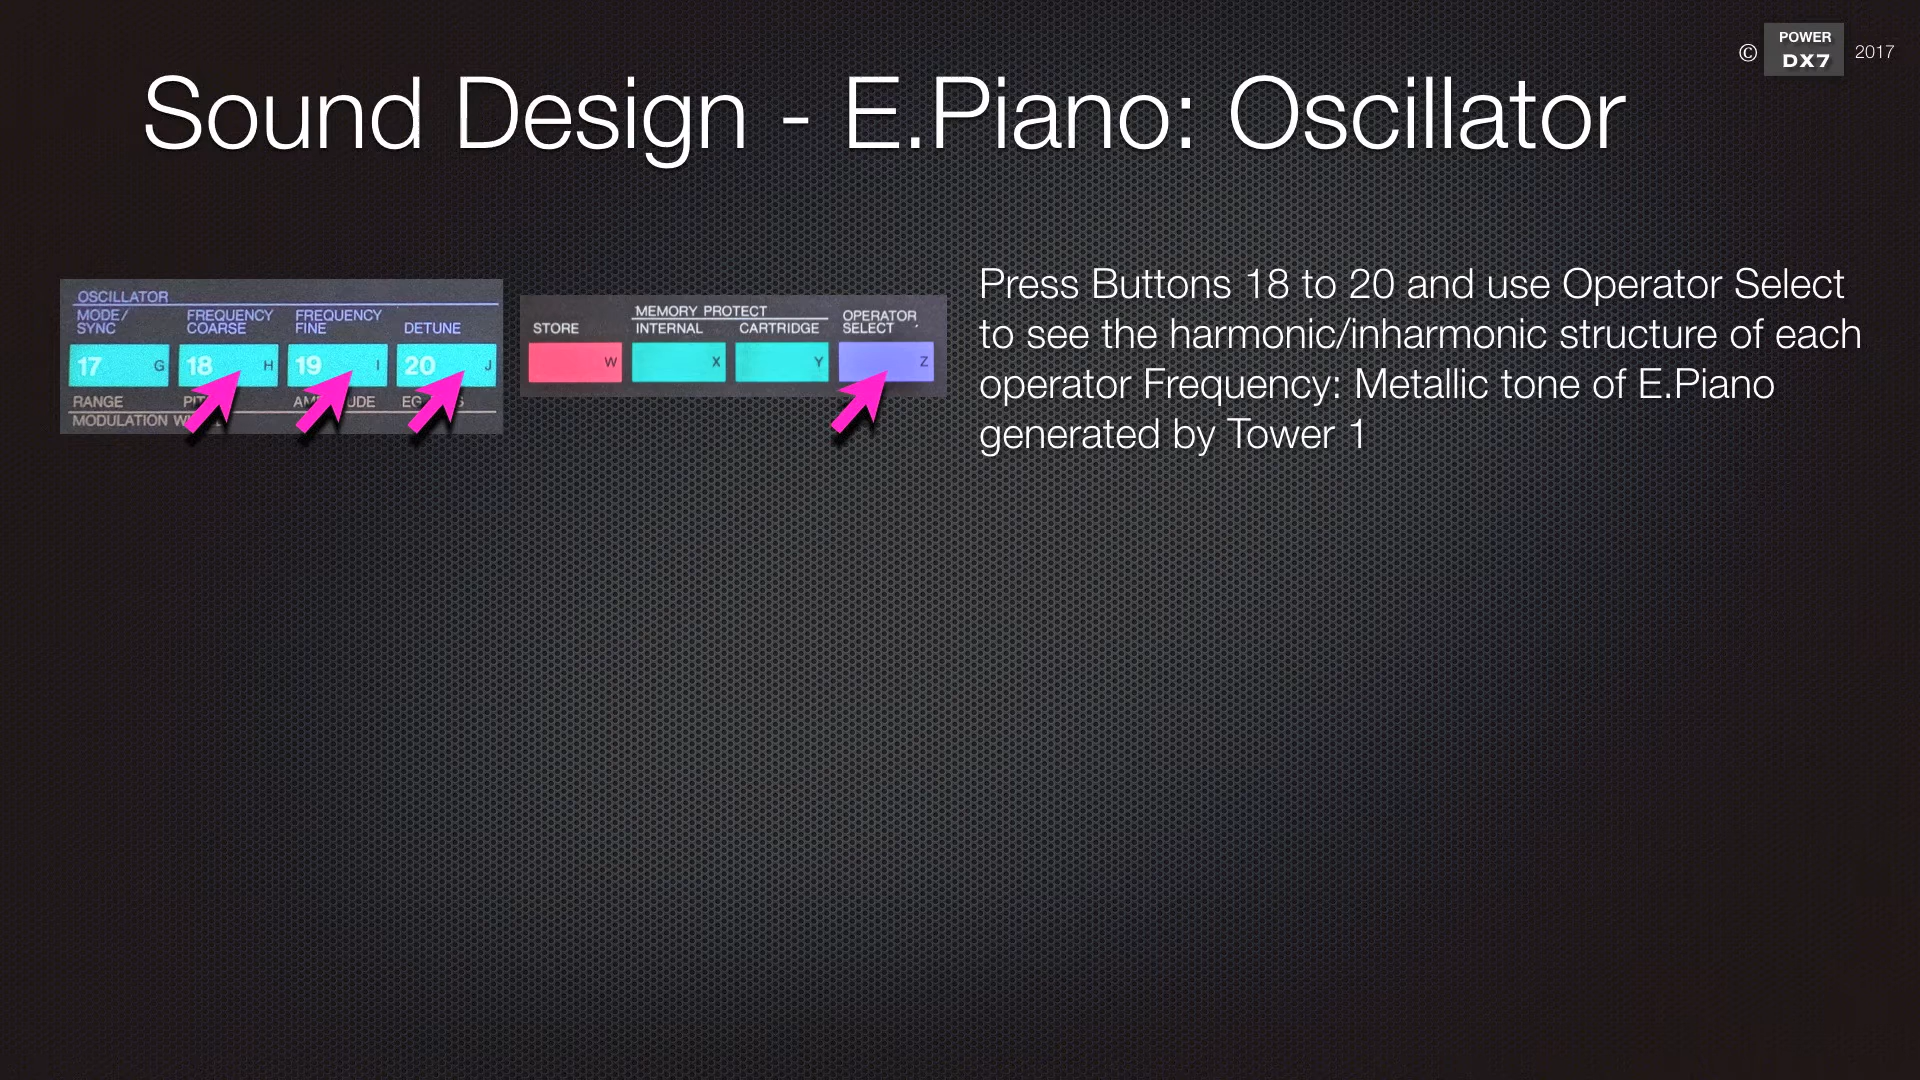 © POWER DX7 2017
Sound Design - E.Piano: Oscillator
OSCILLATOR
MODE/ SYNC
FREQUENCY COARSE
FREQUENCY FINE
DETUNE
17 G
18 H
19 I
20 J
RANGE
MODULATION
STORE
MEMORY PROTECT
INTERNAL
CARTRIDGE
OPERATOR SELECT
W
X
Y
Z
Press Buttons 18 to 20 and use Operator Select
to see the harmonic/inharmonic structure of each
operator Frequency: Metallic tone of E.Piano
generated by Tower 1